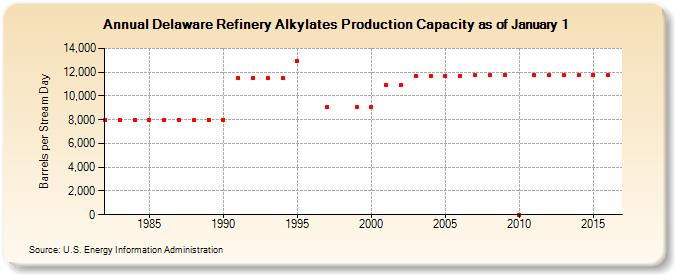 Annual Delaware Refinery Alkylates Production Capacity as of January 1
Barrels per Stream Day
14,000
12,000
10,000
8,000
6,000
4,000
2,000
0
1985 1990 1995 2000 2005 2010 2015
Source: U.S. Energy Information Administration